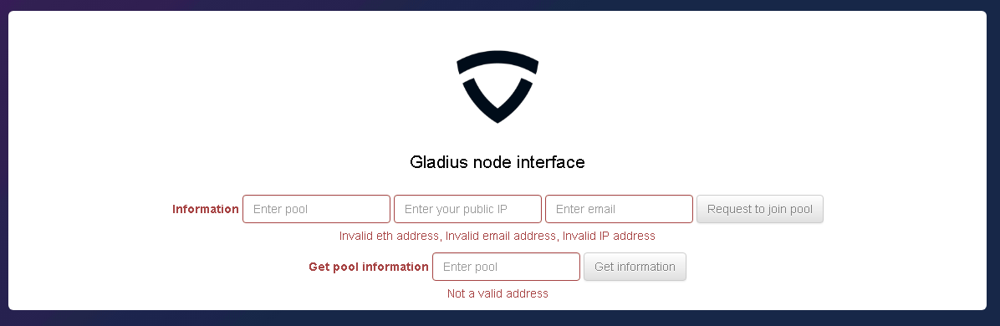 Gladius node interface
Information Enter pool Enter your public IP Enter email Request to join pool
Invalid eth address, Invalid email address, Invalid IP address
Get pool information Enter pool Get information
Not a valid address